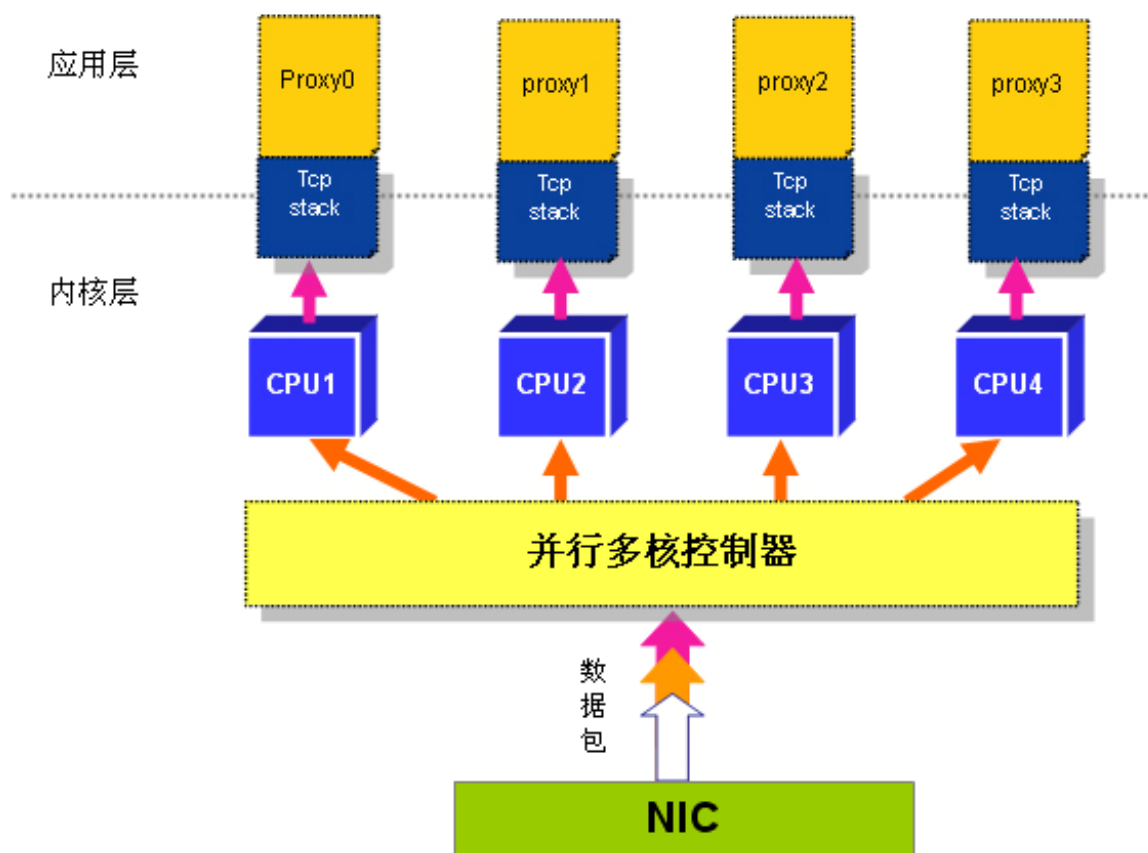 应用层
Proxy0
proxy1
proxy2
proxy3
Tcp
stack
Tcp
stack
Tcp
stack
Tcp
stack
内核层
CPU1
CPU2
CPU3
CPU4
并行多核控制器
数
据
包
NIC